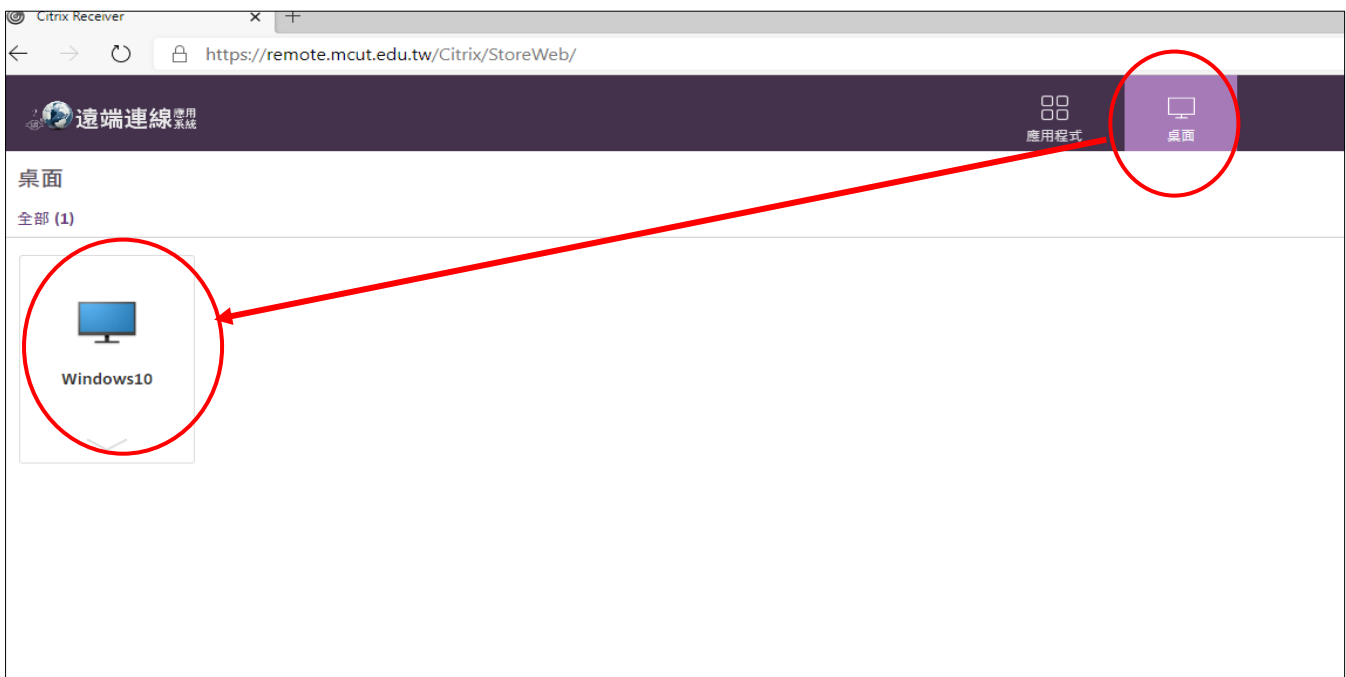 Citrix Receiver
https://remote.mcut.edu.tw/Citrix/StoreWeb/
遠端連線應用系統
應用程式
桌面
桌面
全部 (1)
Windows10